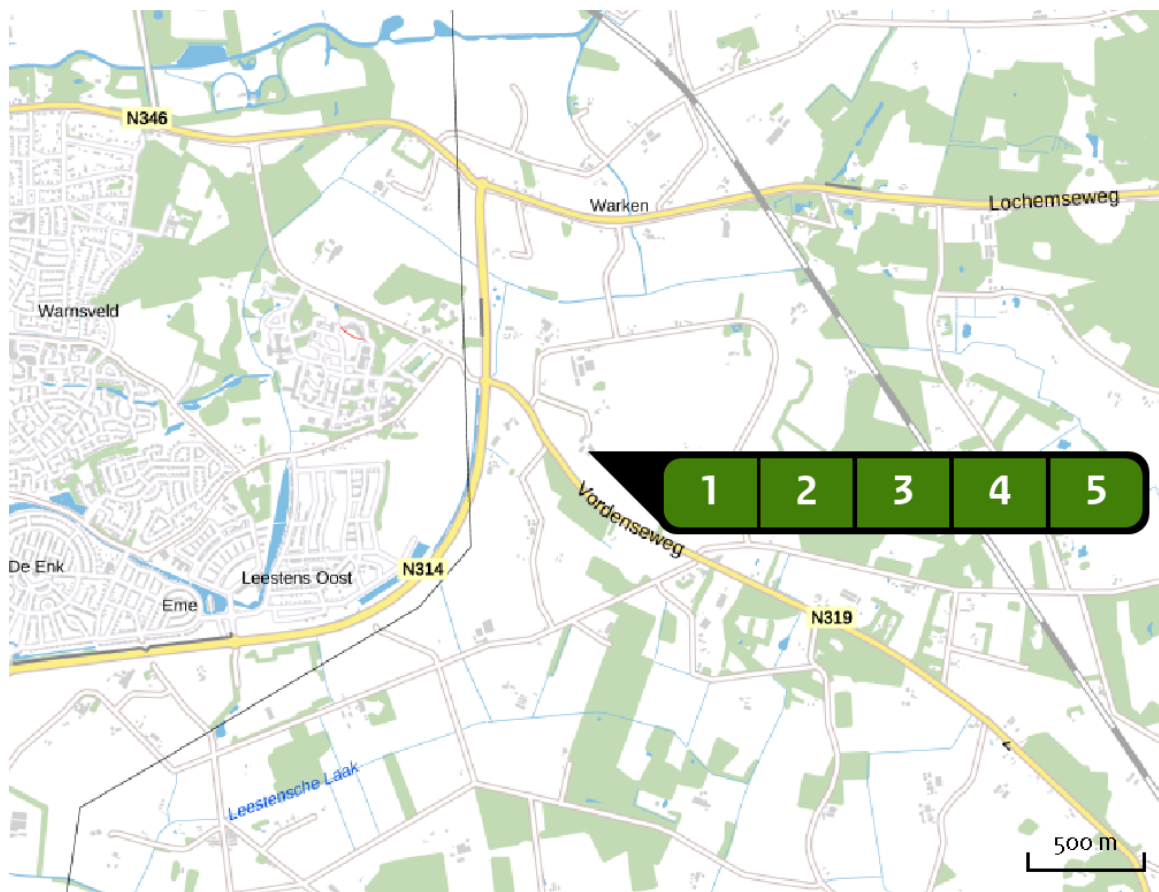 N346
Lochemseweg
Warken
Warnsveld
1 2 3 4 5
Vordenseweg
De Enk
Leestens Oost
N314
Eme
N319
Leestensche Laak
500 m